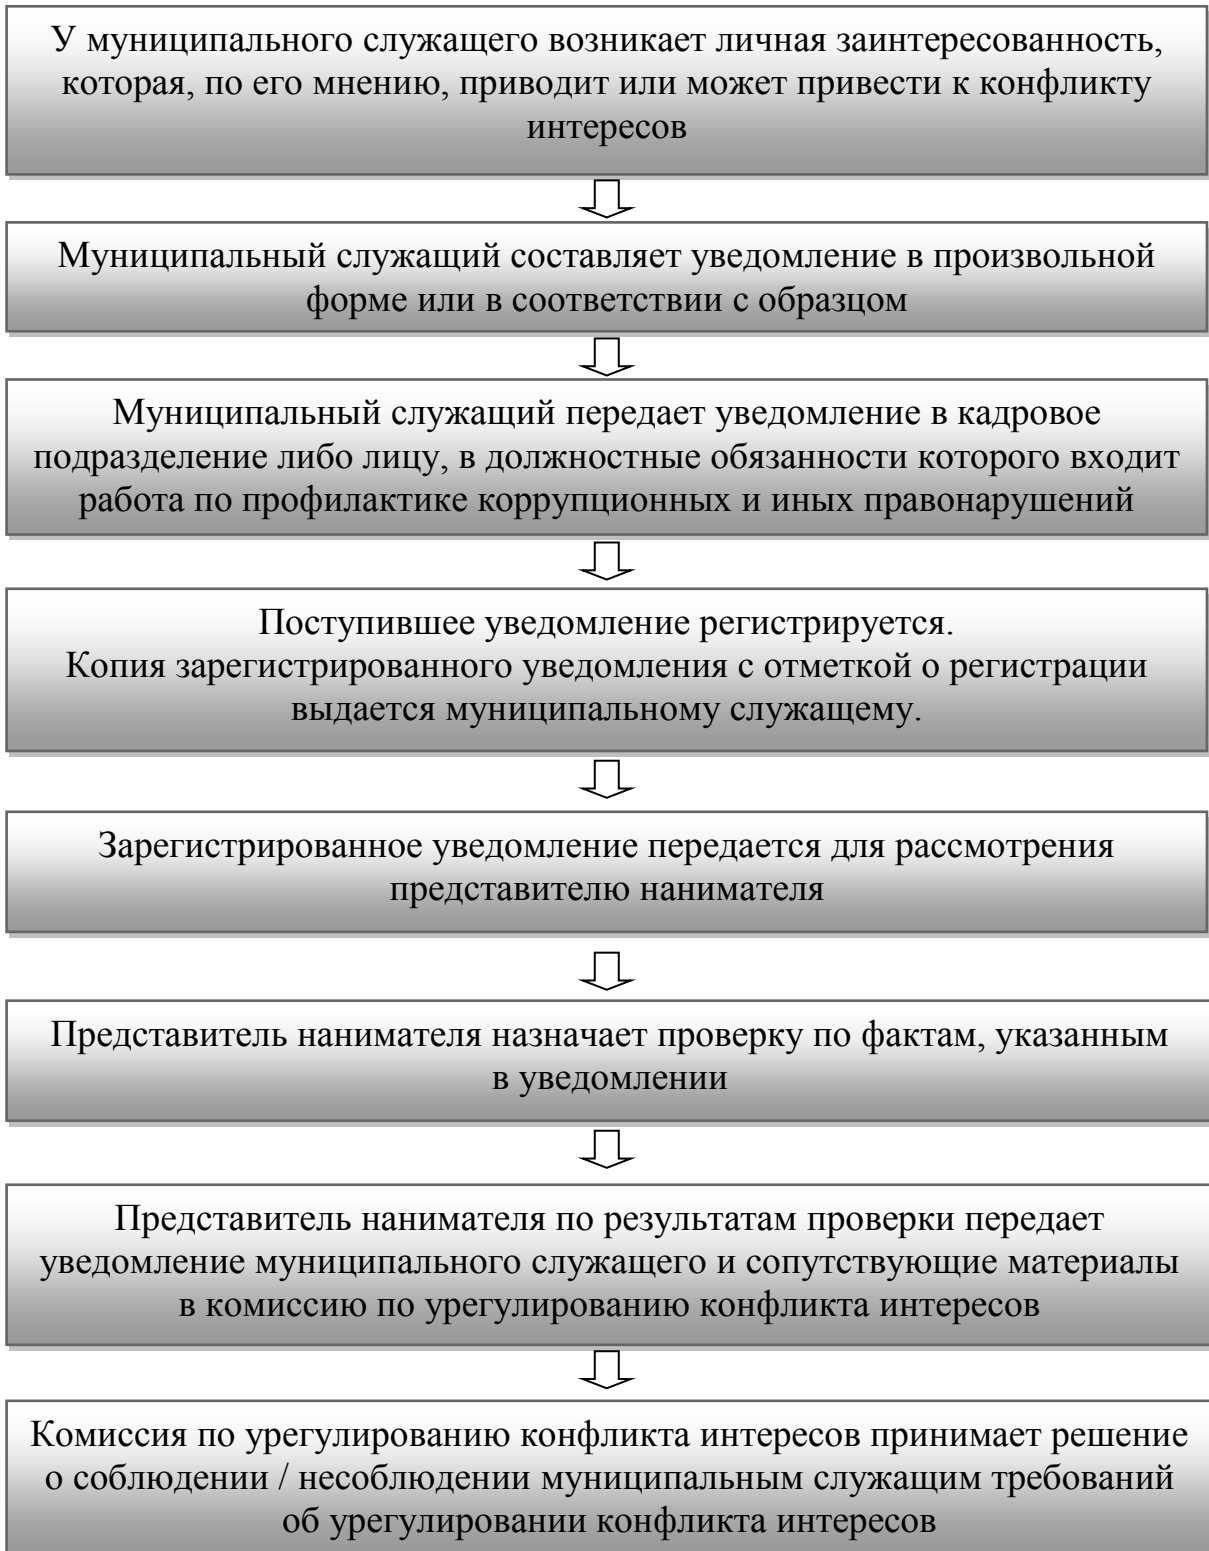 У муниципального служащего возникает личная заинтересованность,
которая, по его мнению, приводит или может привести к конфликту
интересов
Муниципальный служащий составляет уведомление в произвольной
форме или в соответствии с образцом
Муниципальный служащий передает уведомление в кадровое
подразделение либо лицу, в должностные обязанности которого входит
работа по профилактике коррупционных и иных правонарушений
Поступившее уведомление регистрируется.
Копия зарегистрированного уведомления с отметкой о регистрации
выдается муниципальному служащему.
Зарегистрированное уведомление передается для рассмотрения
представителю нанимателя
Представитель нанимателя назначает проверку по фактам, указанным
в уведомлении
Представитель нанимателя по результатам проверки передает
уведомление муниципального служащего и сопутствующие материалы
в комиссию по урегулированию конфликта интересов
Комиссия по урегулированию конфликта интересов принимает решение
о соблюдении / несоблюдении муниципальным служащим требований
об урегулировании конфликта интересов